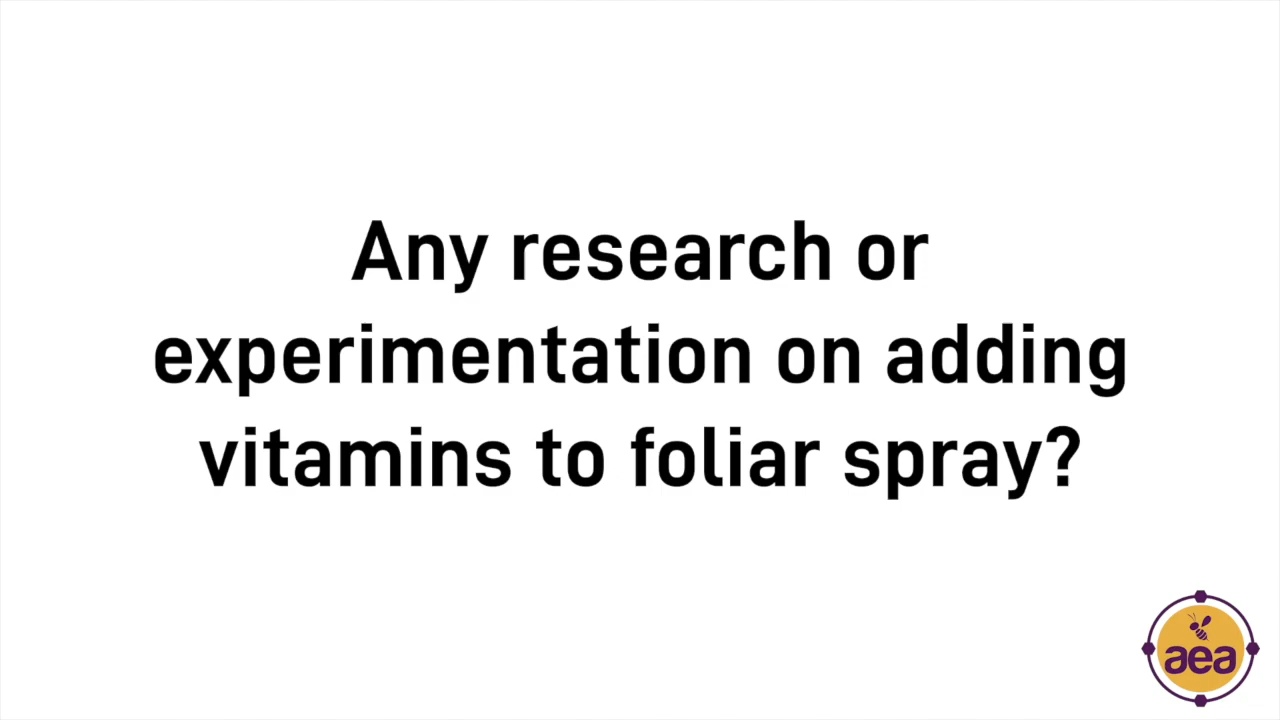 Any research or
experimentation on adding
vitamins to foliar spray?
aea